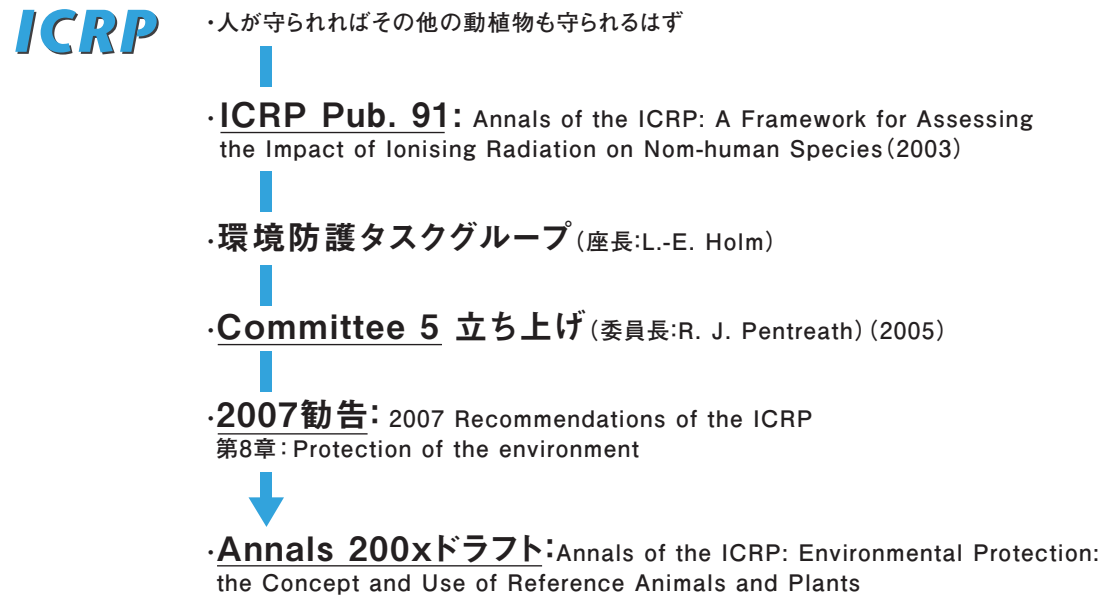 ICRP
・人が守られればその他の動植物も守られるはず
・ICRP Pub. 91: Annals of the ICRP: A Framework for Assessing
the Impact of Ionising Radiation on Nom-human Species(2003)
・環境防護タスクグループ(座長:L.-E. Holm)
・Committee 5 立ち上げ(委員長:R. J. Pentreath)(2005)
・2007勧告: 2007 Recommendations of the ICRP
第8章:Protection of the environment
・Annals 200xドラフト:Annals of the ICRP: Environmental Protection:
the Concept and Use of Reference Animals and Plants